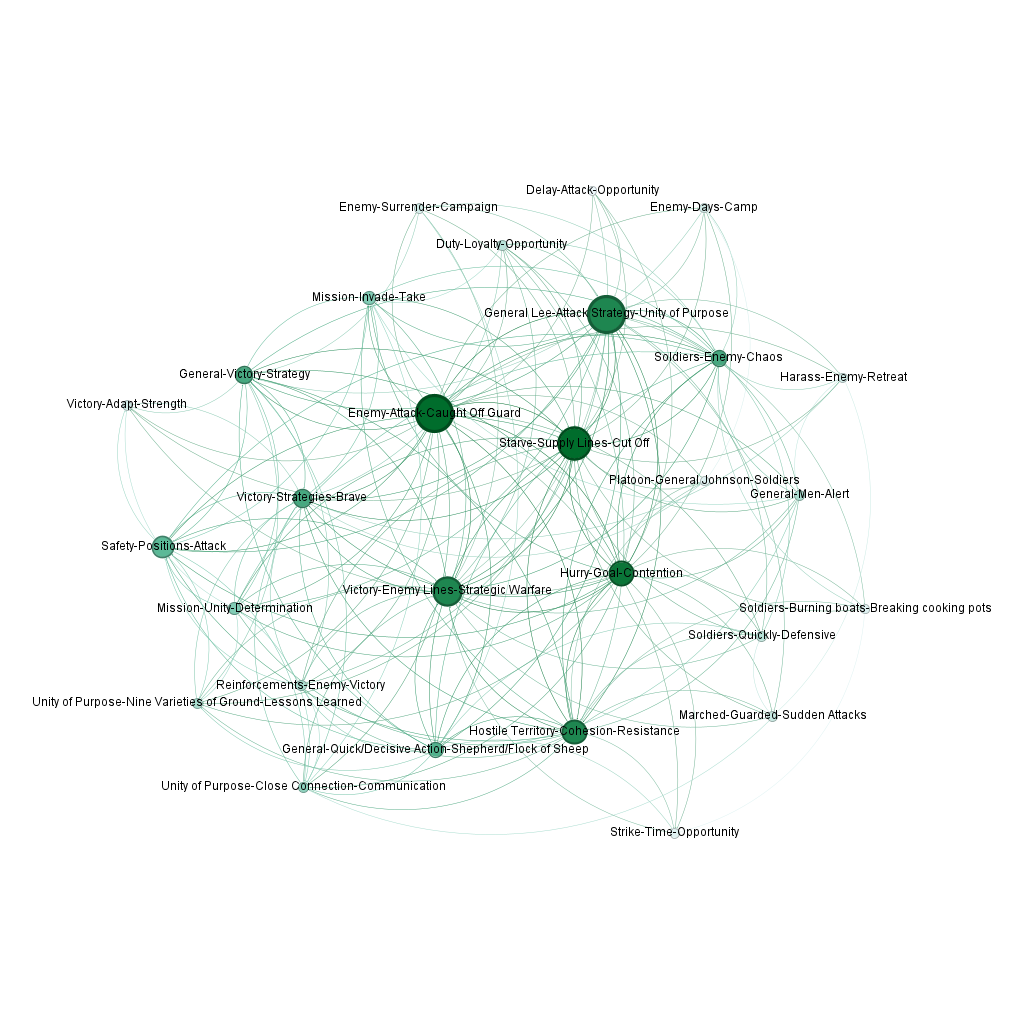 Delay-Attack-Opportunity
Enemy-Surrender-Campaign
Enemy-Days-Camp
Duty-Loyalty-Opportunity
Mission-Invade-Take
General Lee-Attack Strategy-Unity of Purpose
Soldiers-Enemy-Chaos
General-Victory-Strategy
Harass-Enemy-Retreat
Victory-Adapt-Strength
Enemy-Attack-Caught Off Guard
Starve-Supply Lines-Cut Off
Platoon-General Johnson-Soldiers
General-Men-Alert
Victory-Strategies-Brave
Safety-Positions-Attack
Hurry-Goal-Contention
Victory-Enemy Lines-Strategic Warfare
Mission-Unity-Determination
Soldiers-Burning boats-Breaking cooking pots
Soldiers-Quickly-Defensive
Reinforcements-Enemy-Victory
Unity of Purpose-Nine Varieties of Ground-Lessons Learned
Marched-Guarded-Sudden Attacks
Hostile Territory-Cohesion-Resistance
General-Quick/Decisive Action-Shepherd/Flock of Sheep
Unity of Purpose-Close Connection-Communication
Strike-Time-Opportunity